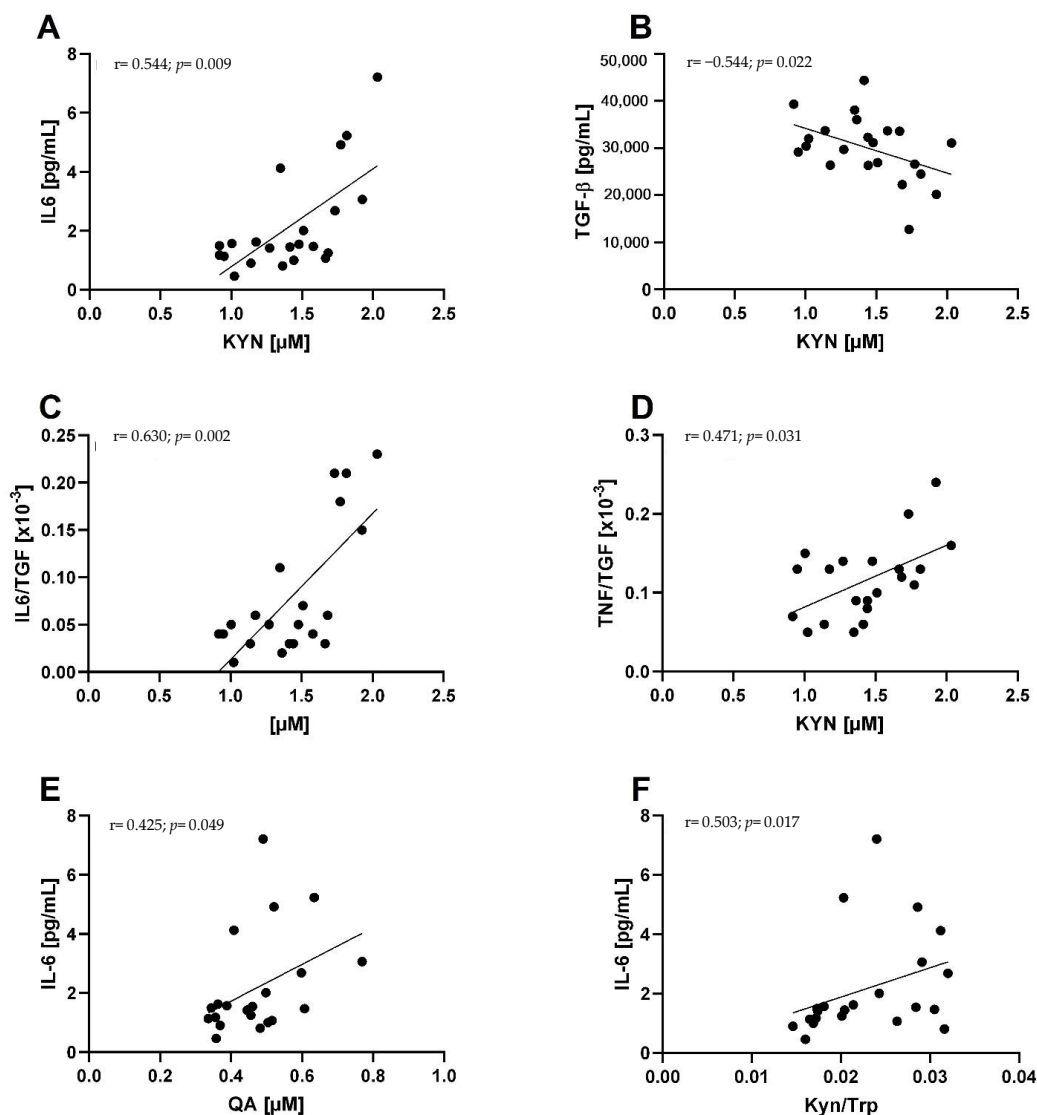 A
r= 0.544; p= 0.009
8
6
4
2
0
IL6 [pg/mL]
0.0 0.5 1.0 1.5 2.0 2.5
KYN [µM]
B
r= −0.544; p= 0.022
50,000
40,000
30,000
20,000
10,000
0
TGF-β [pg/mL]
0.0 0.5 1.0 1.5 2.0 2.5
KYN [µM]
C
r= 0.630; p= 0.002
0.25
0.20
0.15
0.10
0.05
0.00
IL6/TGF [x10-3]
0.0 0.5 1.0 1.5 2.0 2.5
[µM]
D
r= 0.471; p= 0.031
0.3
0.2
0.1
0.0
TNF/TGF [x10-3]
0.0 0.5 1.0 1.5 2.0 2.5
KYN [µM]
E
r= 0.425; p= 0.049
8
6
4
2
0
IL-6 [pg/mL]
0.0 0.2 0.4 0.6 0.8 1.0
QA [µM]
F
r= 0.503; p= 0.017
8
6
4
2
0
IL-6 [pg/mL]
0.00 0.01 0.02 0.03 0.04
Kyn/Trp